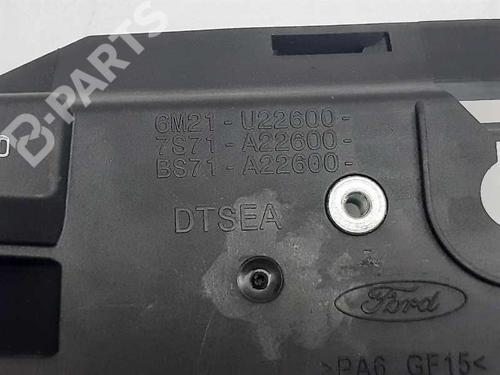 B-PARTS
6M21-U22600-
7S71-A22600-
BS71-A22600-
DTSEA
Ford
>PA6 GF15<